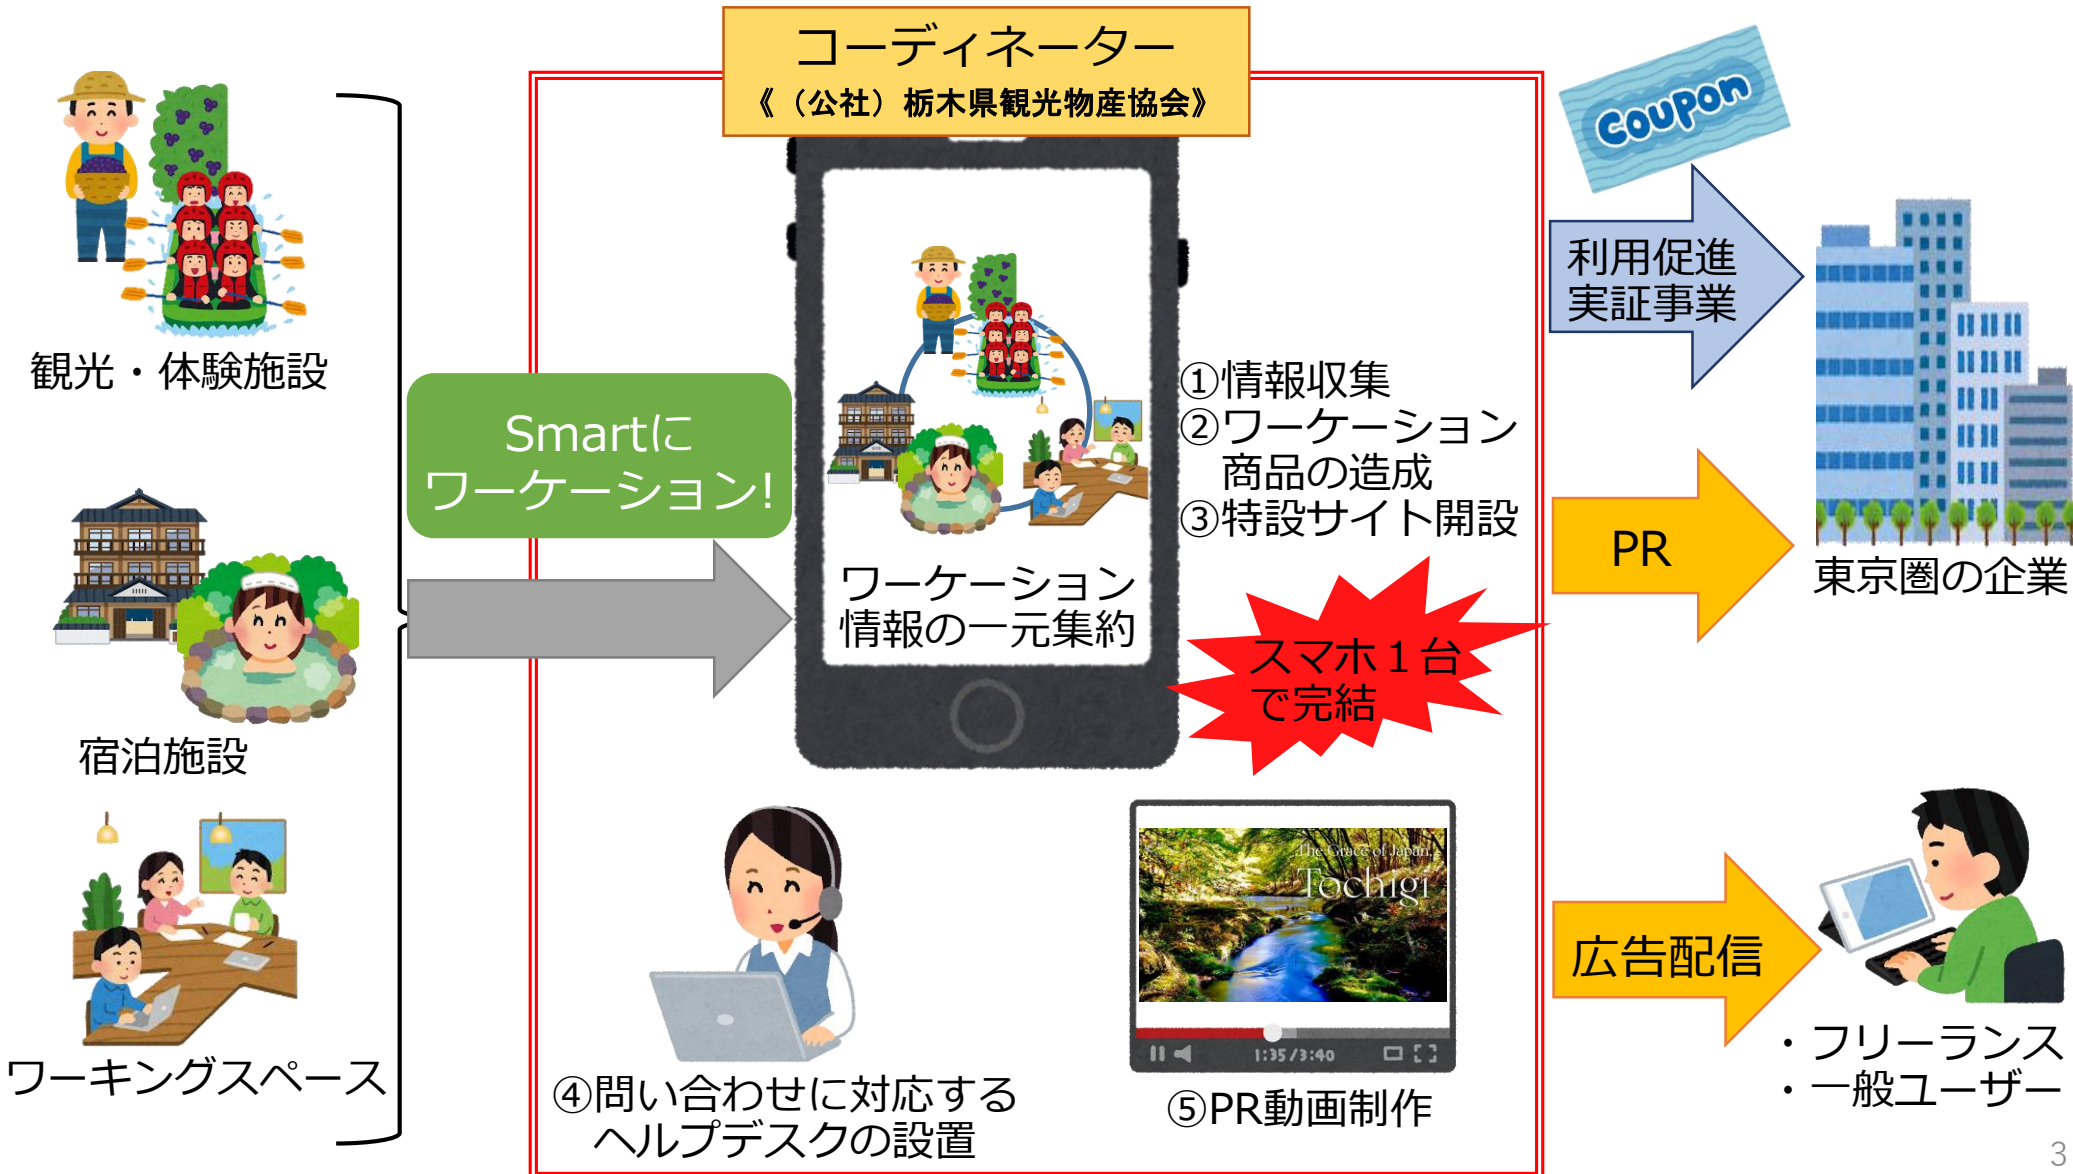 コーディネーター
《（公社）栃木県観光物産協会》
観光・体験施設
宿泊施設
ワーキングスペース
Smartに
ワーケーション!
ワーケーション
情報の一元集約
①情報収集
②ワーケーション
商品の造成
③特設サイト開設
スマホ１台
で完結
④問い合わせに対応する
ヘルプデスクの設置
The Grace of Japan,
Tochigi
1:35/3:40
⑤PR動画制作
Coupon
利用促進
実証事業
PR
東京圏の企業
広告配信
・フリーランス
・一般ユーザー
3